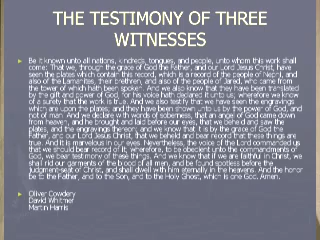 THE TESTIMONY OF THREE
WITNESSES
Be it known unto all nations, kindreds, tongues, and people, unto whom this work shall
come: That we, through the grace of God the Father, and our Lord Jesus Christ, have
seen the plates which contain this record, which is a record of the people of Nephi, and
also of the Lamanites, their brethren, and also of the people of Jared, who came from
the tower of which hath been spoken. And we also know that they have been translated
by the gift and power of God, for his voice hath declared it unto us; wherefore we know
of a surety that the work is true. And we also testify that we have seen the engravings
which are upon the plates; and they have been shown unto us by the power of God, and
not of man. And we declare with words of soberness, that an angel of God came down
from heaven, and he brought and laid before our eyes, that we beheld and saw the
plates, and the engravings thereon; and we know that it is by the grace of God the
Father, and our Lord Jesus Christ, that we beheld and bear record that these things are
true. And it is marvelous in our eyes. Nevertheless, the voice of the Lord commanded us
that we should bear record of it; wherefore, to be obedient unto the commandments of
God, we bear testimony of these things. And we know that if we are faithful in Christ, we
shall rid our garments of the blood of all men, and be found spotless before the
judgment-seat of Christ, and shall dwell with him eternally in the heavens. And the honor
be to the Father, and to the Son, and to the Holy Ghost, which is one God. Amen.
Oliver Cowdery
David Whitmer
Martin Harris